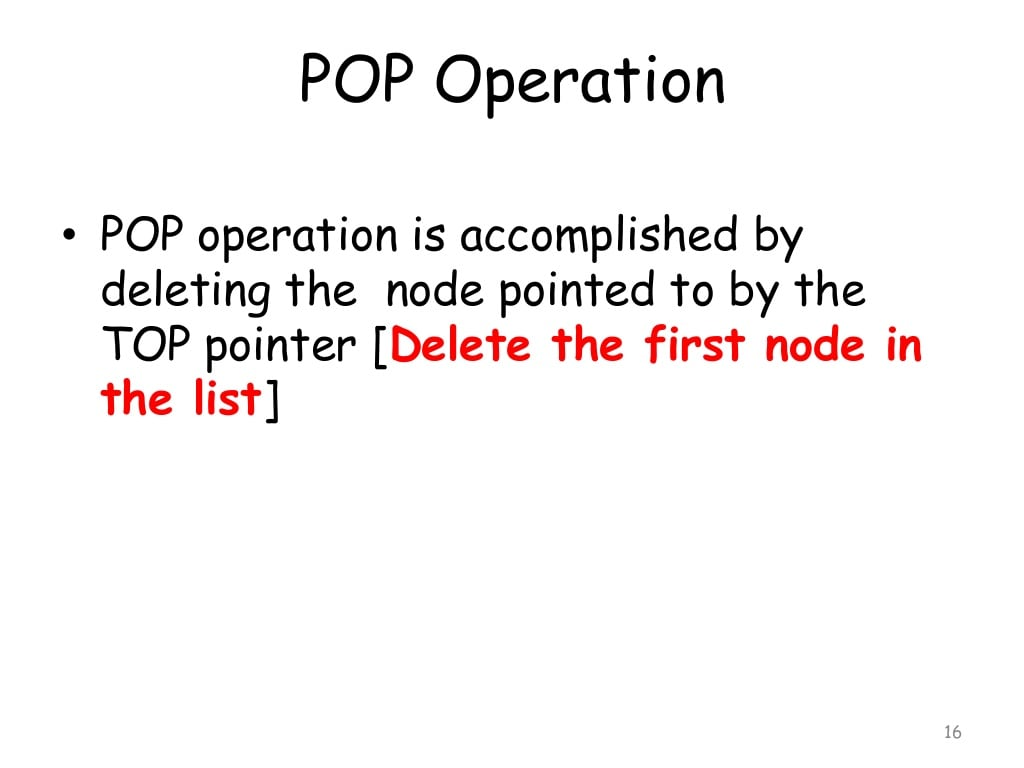 POP Operation
• POP operation is accomplished by
deleting the  node pointed to by the
TOP pointer [Delete the first node in
the list]
16